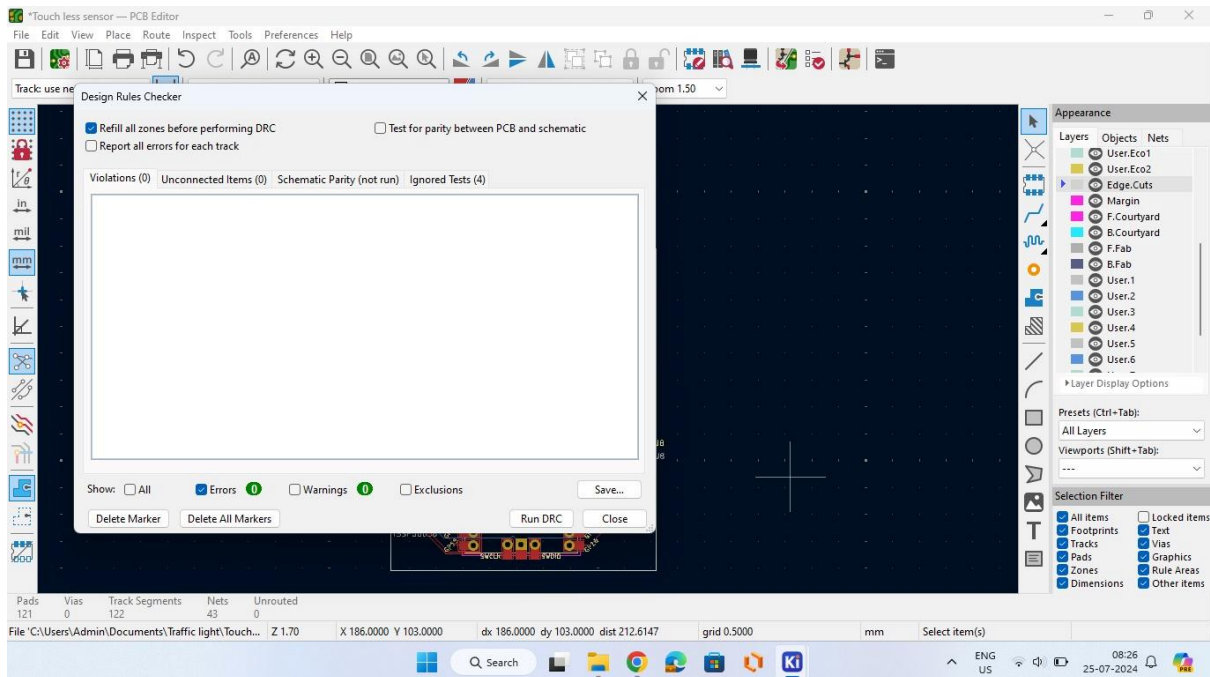 *Touch less sensor — PCB Editor
File Edit View Place Route Inspect Tools Preferences Help
Track: use ne
oom 1.50
Design Rules Checker
Refill all zones before performing DRC
Test for parity between PCB and schematic
Report all errors for each track
Violations (0) Unconnected Items (0) Schematic Parity (not run) Ignored Tests (4)
Show: All Errors 0 Warnings 0 Exclusions Save...
Delete Marker Delete All Markers Run DRC Close
in
mil
mm
SWCLK SWDIO
Appearance
Layers Objects Nets
User.Eco1
User.Eco2
Edge.Cuts
Margin
F.Courtyard
B.Courtyard
F.Fab
B.Fab
User.1
User.2
User.3
User.4
User.5
User.6
Layer Display Options
Presets (Ctrl+Tab):
All Layers
Viewports (Shift+Tab):
---
Selection Filter
All items Locked items
Footprints Text
Tracks Vias
Pads Graphics
Zones Rule Areas
Dimensions Other items
Pads Vias Track Segments Nets Unrouted
121 0 122 43 0
File 'C:\Users\Admin\Documents\Traffic light\Touch... Z 1.70 X 186.0000 Y 103.0000 dx 186.0000 dy 103.0000 dist 212.6147 grid 0.5000 mm Select item(s)
Search
Ki
ENG
US
08:26
25-07-2024
PRE